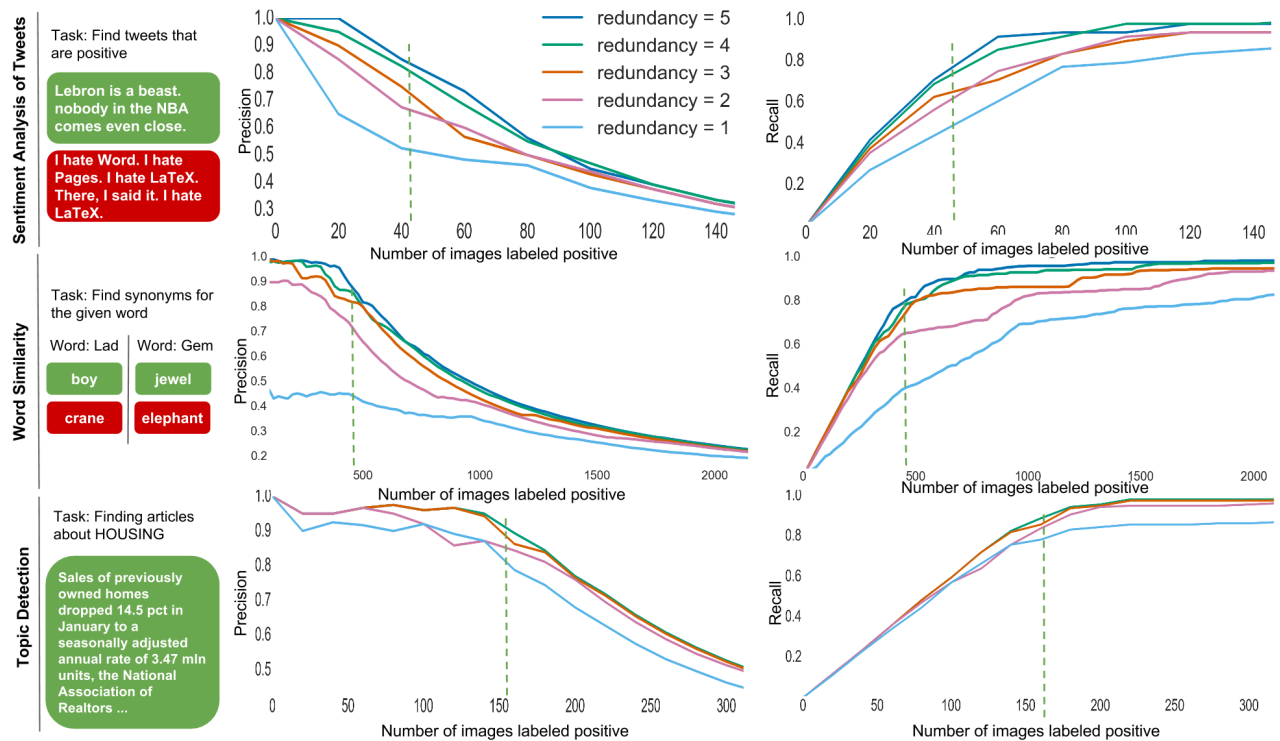 Sentiment Analysis of Tweets
Task: Find tweets that
are positive
Lebron is a beast.
nobody in the NBA
comes even close.
I hate Word. I hate
Pages. I hate LaTeX.
There, I said it. I hate
LaTeX.
Precision
1.0
0.9
0.8
0.7
0.6
0.5
0.4
0.3
0
20
40
60
80
100
120
140
Number of images labeled positive
redundancy = 5
redundancy = 4
redundancy = 3
redundancy = 2
redundancy = 1
Recall
1.0
0.8
0.6
0.4
0.2
0
20
40
60
80
100
120
140
Number of images labeled positive
Word Similarity
Task: Find synonyms for
the given word
Word: Lad
Word: Gem
boy
jewel
crane
elephant
Precision
1.0
0.9
0.8
0.7
0.6
0.5
0.4
0.3
0.2
500
1000
1500
2000
Number of images labeled positive
Recall
1.0
0.8
0.6
0.4
0.2
0
500
1000
1500
2000
Number of images labeled positive
Topic Detection
Task: Finding articles
about HOUSING
Sales of previously
owned homes
dropped 14.5 pct in
January to a
seasonally adjusted
annual rate of 3.47 mln
units, the National
Association of
Realtors ...
Precision
1.0
0.9
0.8
0.7
0.6
0.5
0
50
100
150
200
250
300
Number of images labeled positive
Recall
1.0
0.8
0.6
0.4
0.2
0
50
100
150
200
250
300
Number of images labeled positive